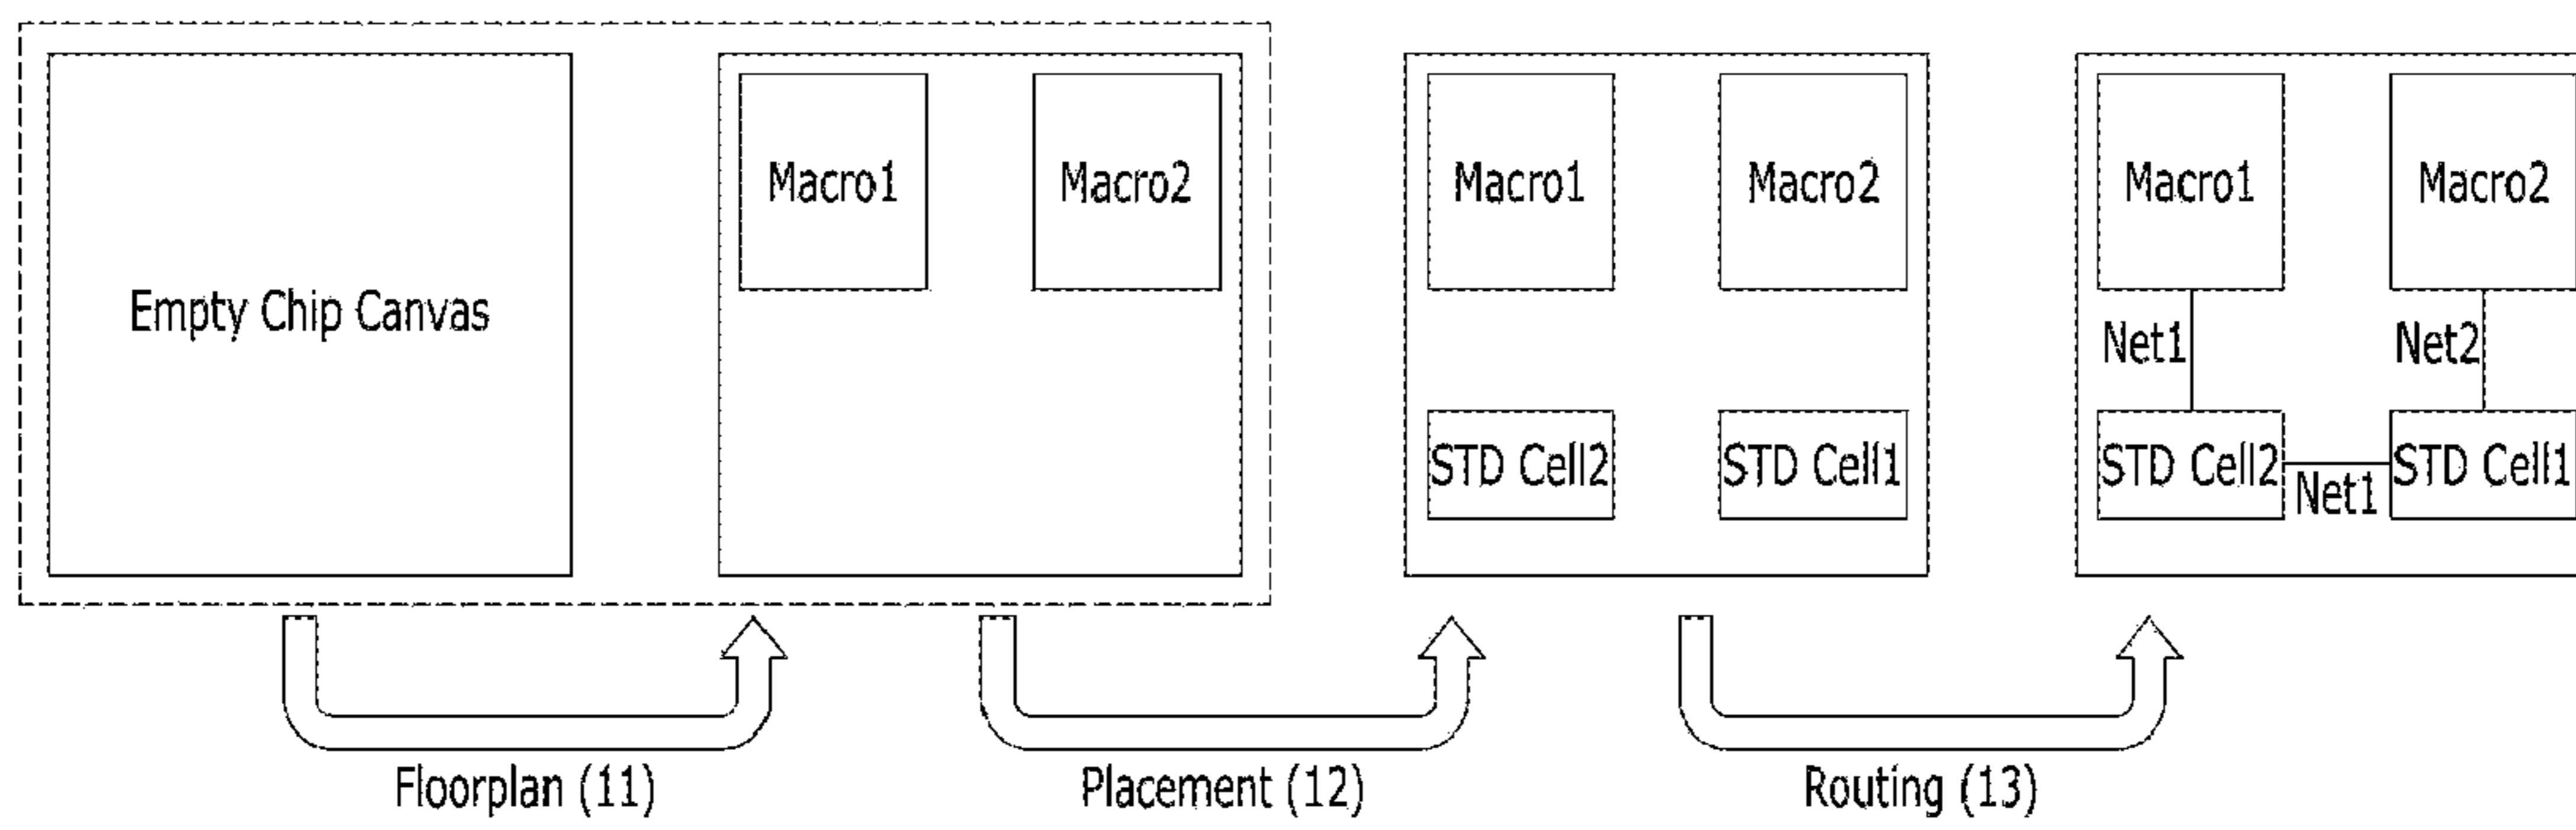 Empty Chip Canvas
Macro1
Macro2
Macro1
Macro2
STD Cell2
STD Cell1
Macro1
Macro2
Net1
Net2
STD Cell2
Net1
STD Cell1
Floorplan (11)
Placement (12)
Routing (13)